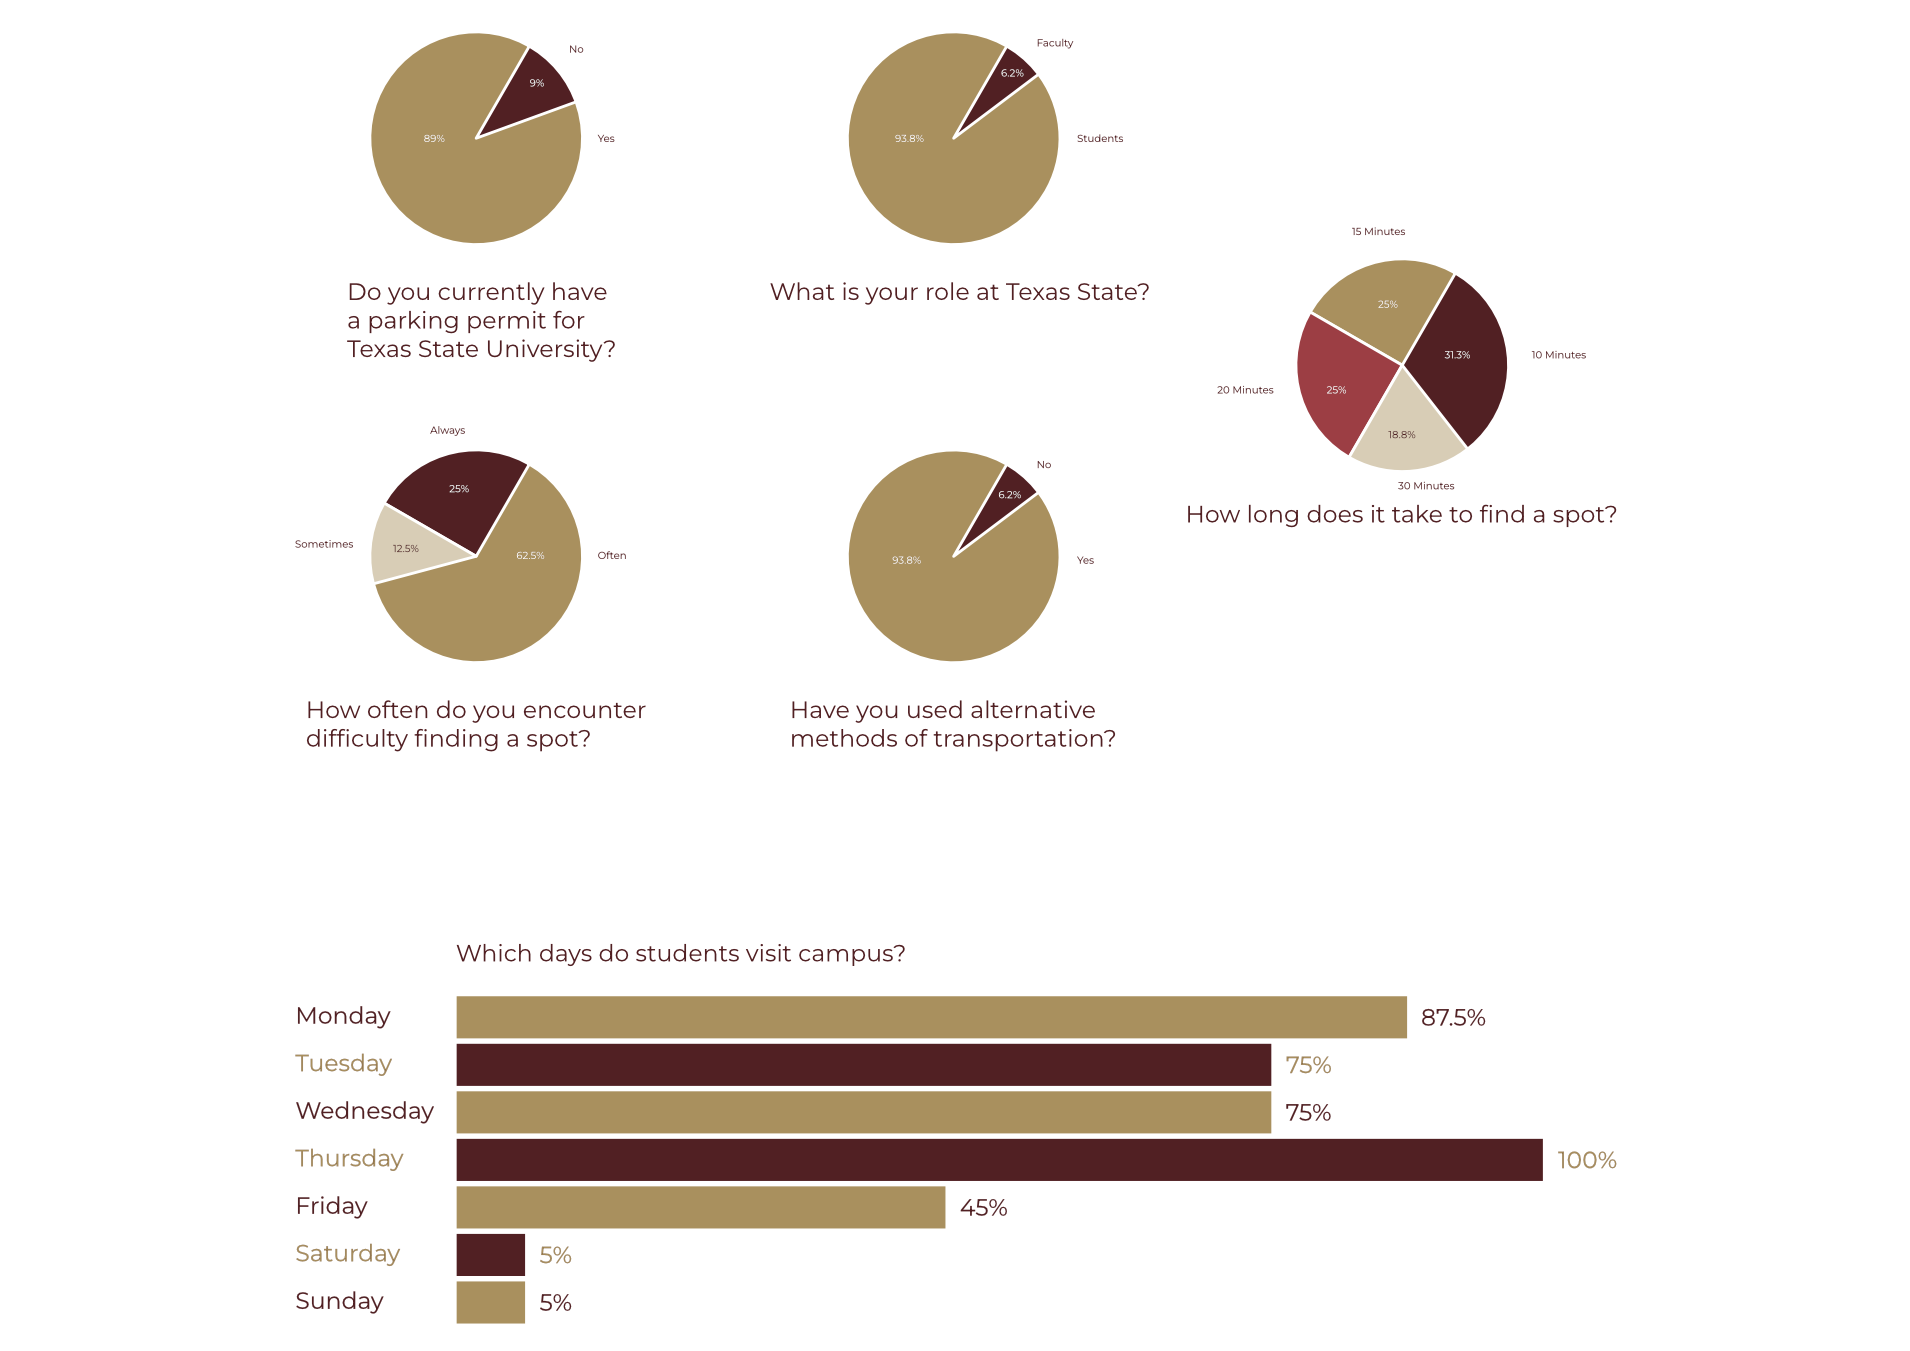 No
9%
89%
Yes
Do you currently have
a parking permit for
Texas State University?
Faculty
6.2%
93.8%
Students
What is your role at Texas State?
15 Minutes
25%
31.3%
10 Minutes
20 Minutes
25%
18.8%
30 Minutes
How long does it take to find a spot?
Always
25%
Sometimes
12.5%
62.5%
Often
How often do you encounter
difficulty finding a spot?
No
6.2%
93.8%
Yes
Have you used alternative
methods of transportation?
Which days do students visit campus?
Monday 87.5%
Tuesday 75%
Wednesday 75%
Thursday 100%
Friday 45%
Saturday 5%
Sunday 5%